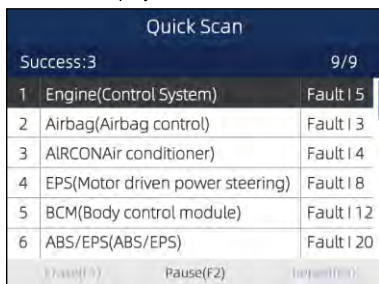 Quick Scan
Success:3 9/9
1 Engine(Control System) Fault I 5
2 Airbag(Airbag control) Fault I 3
3 AIRCONAir conditioner) Fault I 4
4 EPS(Motor driven power steering) Fault I 8
5 BCM(Body control module) Fault I 12
6 ABS/EPS(ABS/EPS) Fault I 20
Pause(F2)